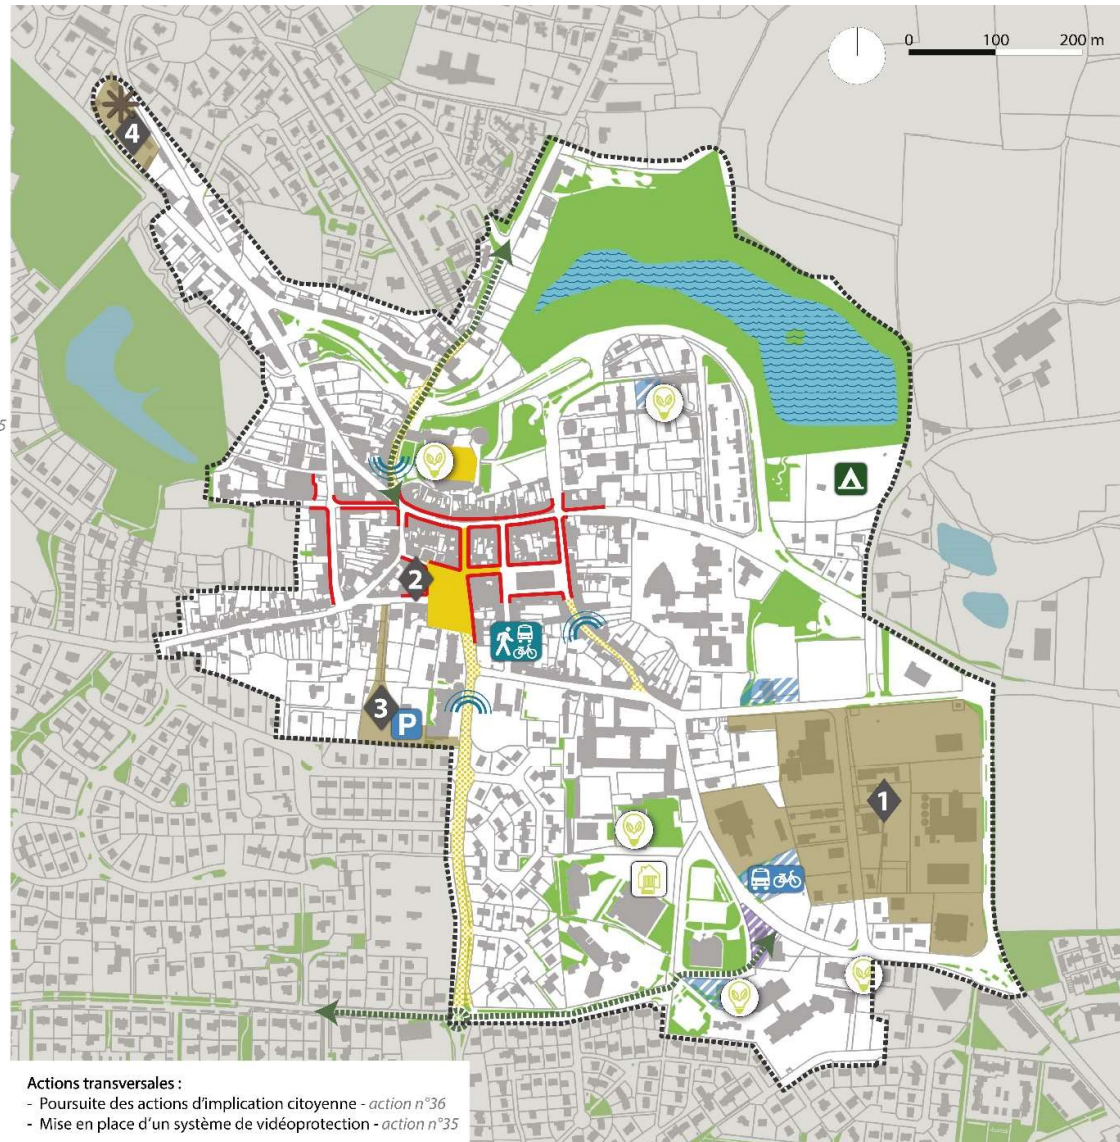 0 100 200 m
4
5
2
3
P
1
Actions transversales :
- Poursuite des actions d'implication citoyenne - action n°36
- Mise en place d'un système de vidéoprotection - action n°35